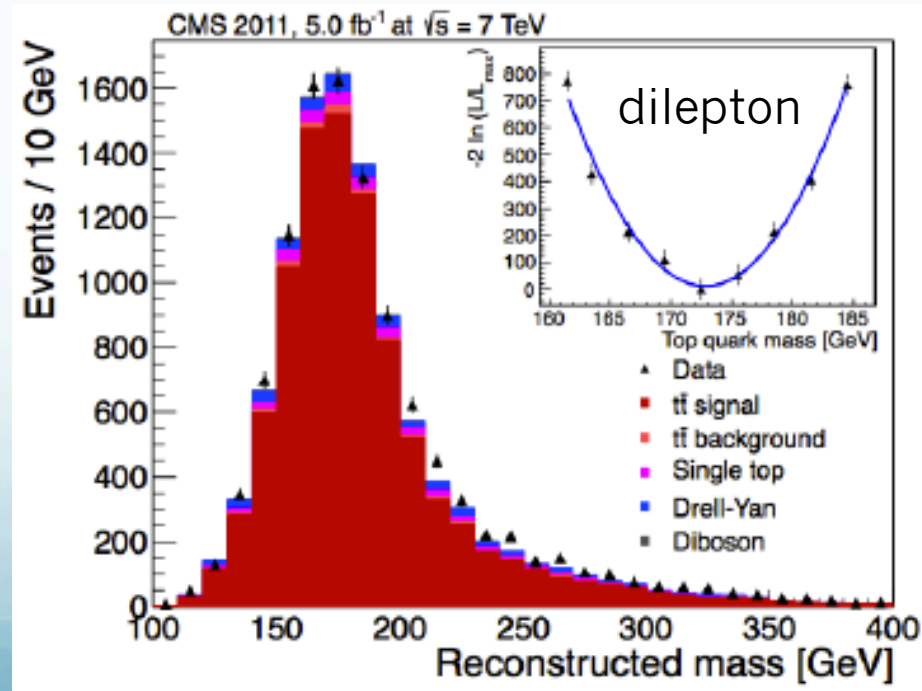 CMS 2011, 5.0 fb⁻¹ at √s = 7 TeV
Events / 10 GeV
1600
1400
1200
1000
800
600
400
200
0
100 150 200 250 300 350 400
Reconstructed mass [GeV]
-2 ln (L/Lmax)
800
700
600
500
400
300
200
100
0
dilepton
160 165 170 175 180 185
Top quark mass [GeV]
Data
tt̄ signal
tt̄ background
Single top
Drell-Yan
Diboson